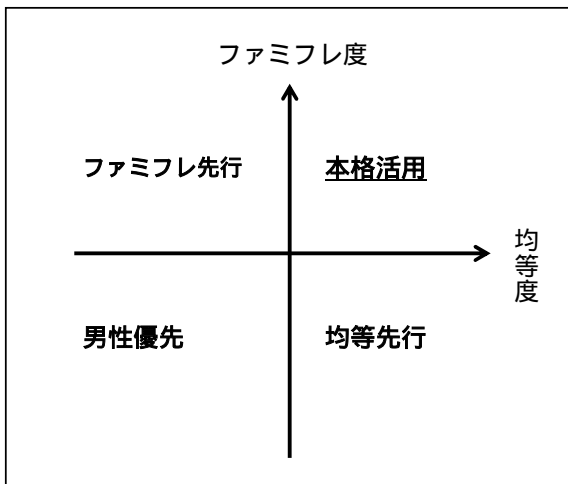 ファミフレ度
ファミフレ先行
本格活用
均等度
男性優先
均等先行